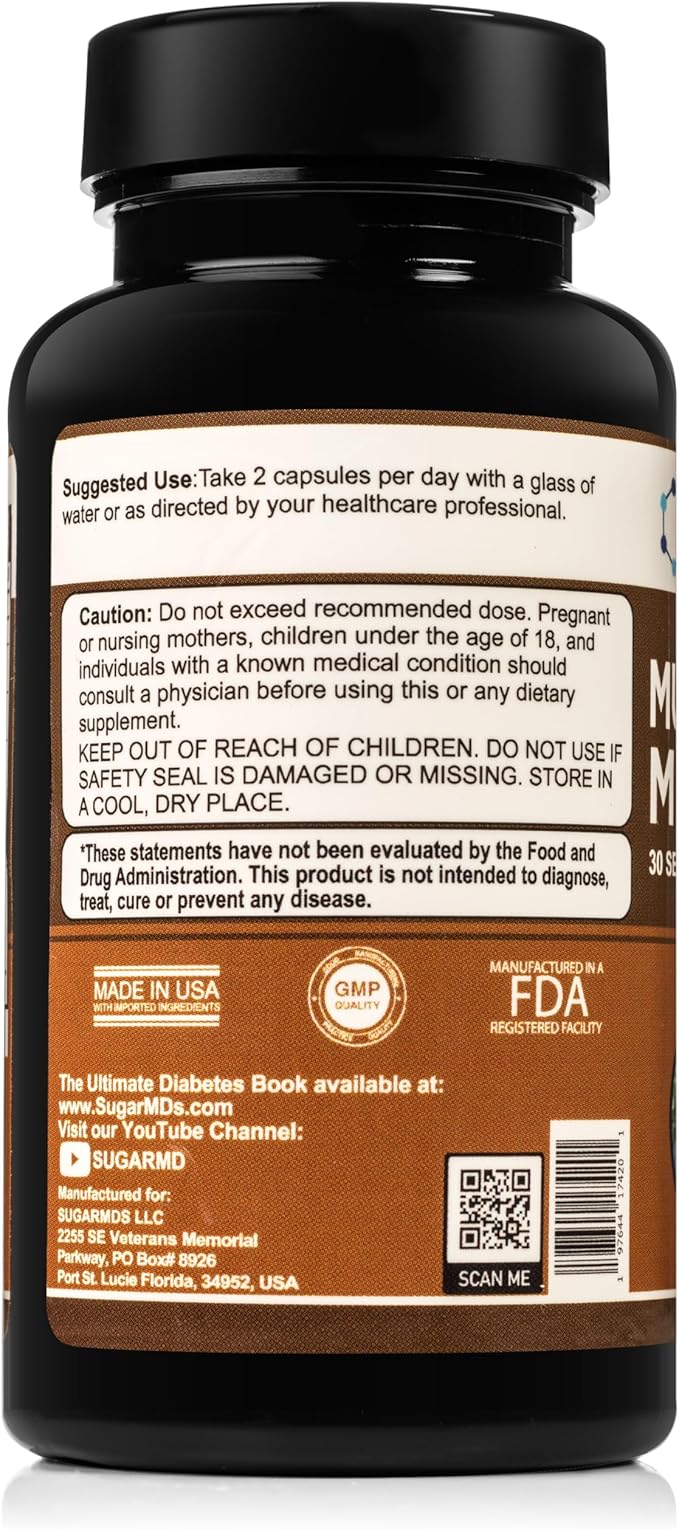 Suggested Use:Take 2 capsules per day with a glass of
water or as directed by your healthcare professional.
Caution: Do not exceed recommended dose. Pregnant
or nursing mothers, children under the age of 18, and
individuals with a known medical condition should
consult a physician before using this or any dietary
supplement.
KEEP OUT OF REACH OF CHILDREN. DO NOT USE IF
SAFETY SEAL IS DAMAGED OR MISSING. STORE IN
A COOL, DRY PLACE.
*These statements have not been evaluated by the Food and
Drug Administration. This product is not intended to diagnose,
treat, cure or prevent any disease.
MADE IN USA
WITH IMPORTED INGREDIENTS
GOOD MANUFACTURING
GMP
QUALITY
PRACTICE QUALITY
MANUFACTURED IN A
FDA
REGISTERED FACILITY
The Ultimate Diabetes Book available at:
www.SugarMDs.com
Visit our YouTube Channel:
SUGARMD
Manufactured for:
SUGARMDS LLC
2255 SE Veterans Memorial
Parkway, PO Box# 8926
Port St. Lucie Florida, 34952, USA
SCAN ME
1 97644 17420 1
MU
M
30 SE